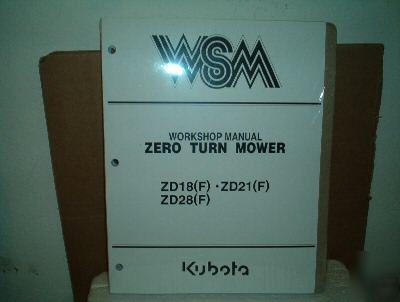 WSM
WORKSHOP MANUAL
ZERO TURN MOWER
ZD18(F)・ZD21(F)
ZD28(F)
Kubota